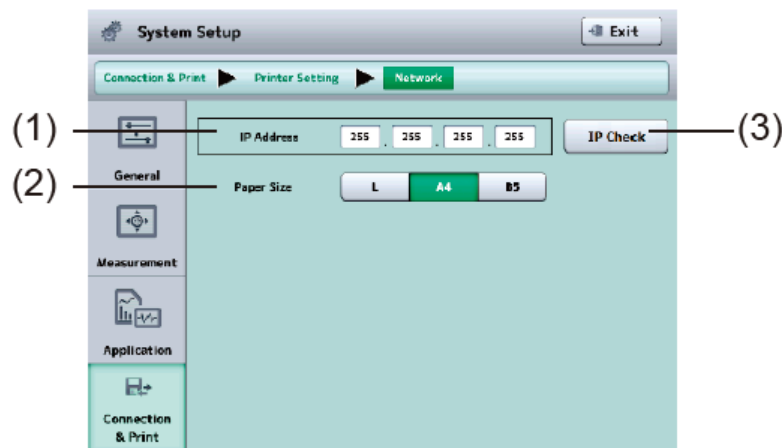 System Setup
Exit
Connection & Print
Printer Setting
Network
(1)
IP Address
255 . 255 . 255 . 255
IP Check
(3)
General
(2)
Paper Size
L
A4
B5
Measurement
Application
Connection
& Print